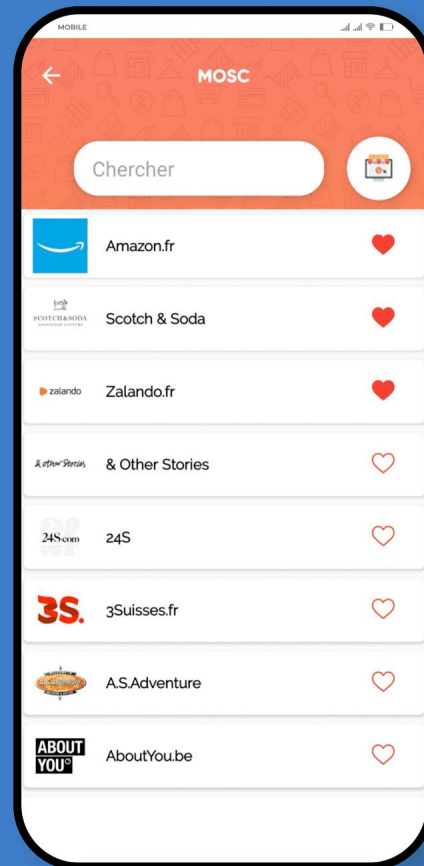 MOBILE
MOSC
Chercher
Amazon.fr
SCOTCH & SODA
Scotch & Soda
zalando
Zalando.fr
& other Stories
& Other Stories
24S.com
24S
3S.
3Suisses.fr
A.S.Adventure
ABOUT
YOU°
AboutYou.be